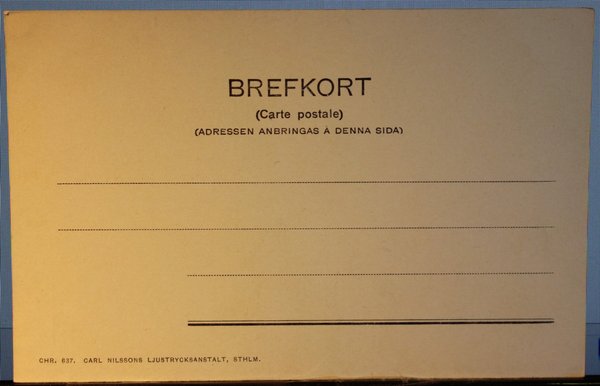 BREFKORT
(Carte postale)
(ADRESSEN ANBRINGAS Å DENNA SIDA)
CHR. 637. CARL NILSSONS LJUSTRYCKSANSTALT, STHLM.